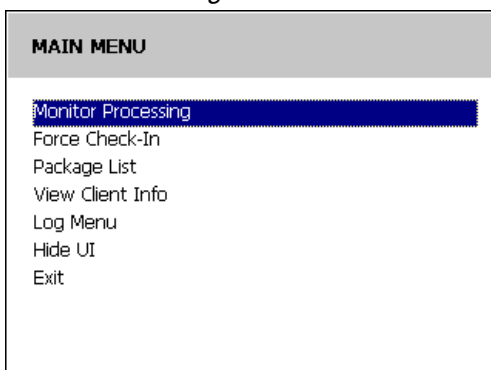 MAIN MENU
Monitor Processing
Force Check-In
Package List
View Client Info
Log Menu
Hide UI
Exit